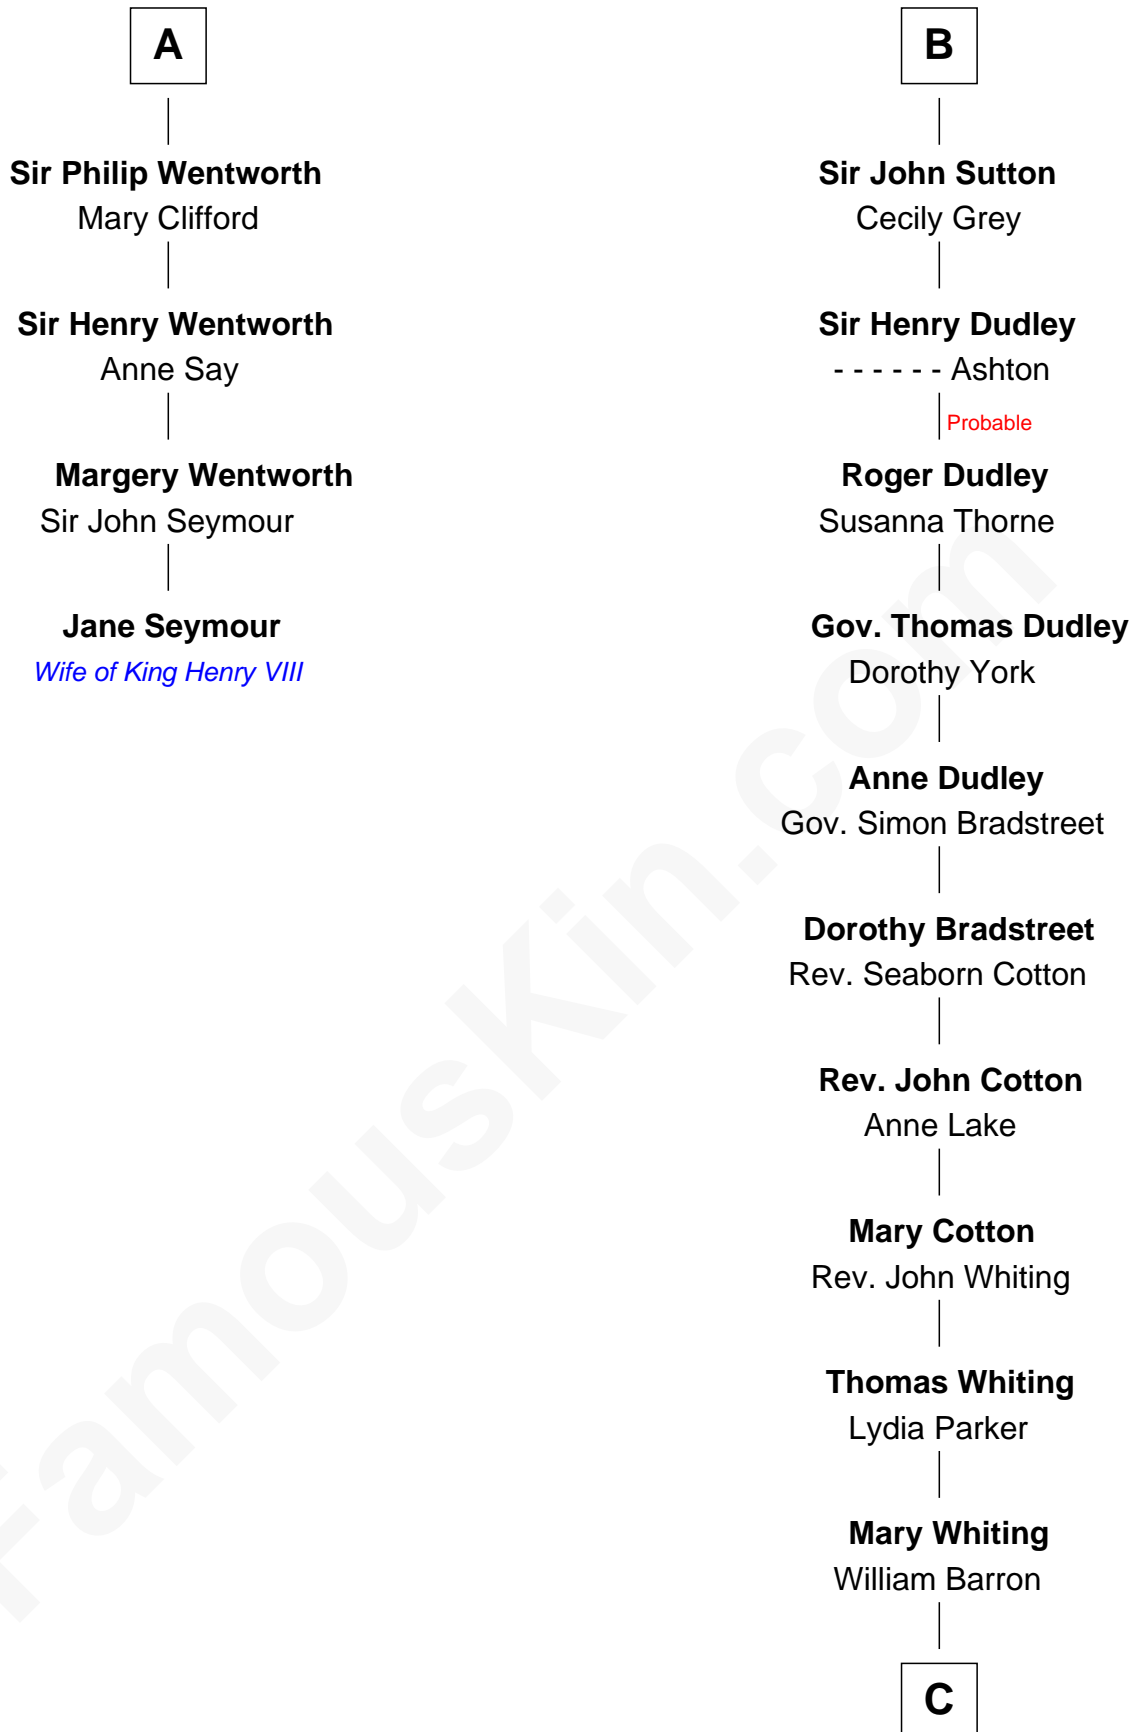 A
Sir Philip Wentworth
Mary Clifford
Sir Henry Wentworth
Anne Say
Margery Wentworth
Sir John Seymour
Jane Seymour
Wife of King Henry VIII
B
Sir John Sutton
Cecily Grey
Sir Henry Dudley
- - - - - - Ashton
Probable
Roger Dudley
Susanna Thorne
Gov. Thomas Dudley
Dorothy York
Anne Dudley
Gov. Simon Bradstreet
Dorothy Bradstreet
Rev. Seaborn Cotton
Rev. John Cotton
Anne Lake
Mary Cotton
Rev. John Whiting
Thomas Whiting
Lydia Parker
Mary Whiting
William Barron
C
FamousKin.com